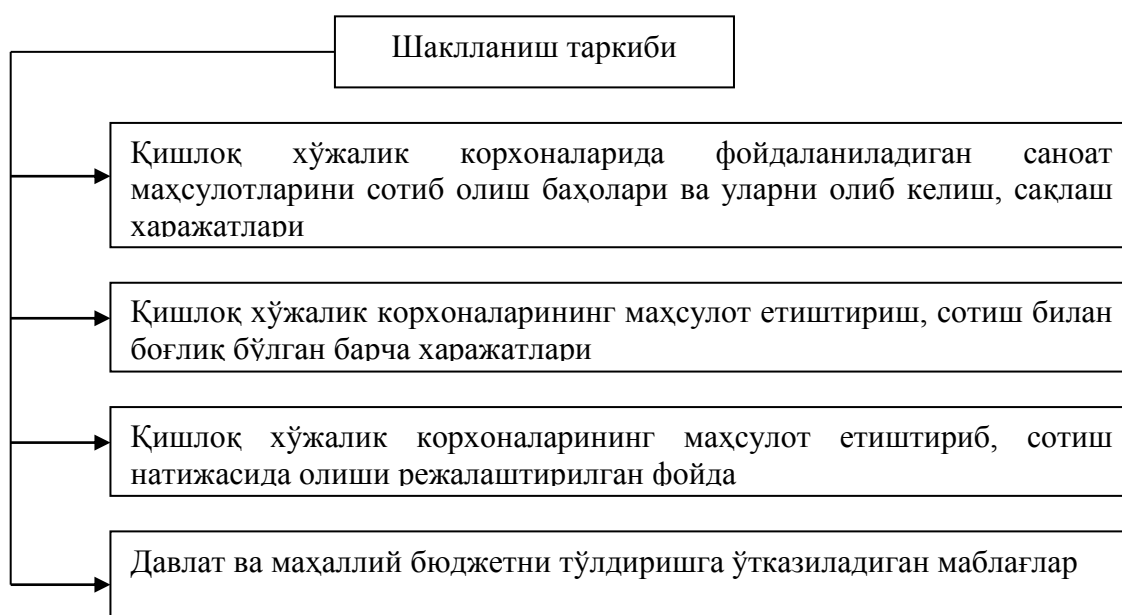 Шаклланиш таркиби
Қишлоқ хўжалик корхоналарида фойдаланиладиган саноат
маҳсулотларини сотиб олиш баҳолари ва уларни олиб келиш, сақлаш
харажатлари
Қишлоқ хўжалик корхоналарининг маҳсулот етиштириш, сотиш билан
боғлиқ бўлган барча харажатлари
Қишлоқ хўжалик корхоналарининг маҳсулот етиштириб, сотиш
натижасида олиши режалаштирилган фойда
Давлат ва маҳаллий бюджетни тўлдиришга ўтказиладиган маблағлар